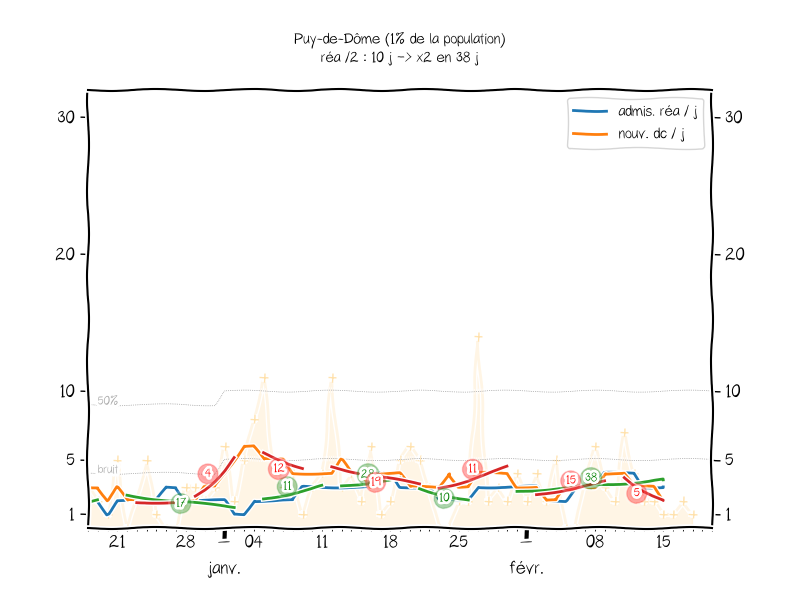 Puy-de-Dôme (1% de la population)
réa /2 : 10 j -> x2 en 38 j
admis. réa / j
nouv. dc / j
30 30
20 20
10 10
50%
5 5
bruit
1 1
4 12 11 28 19 11 10 15 38 5 17
21 28 04 11 18 25 08 15
janv. févr.